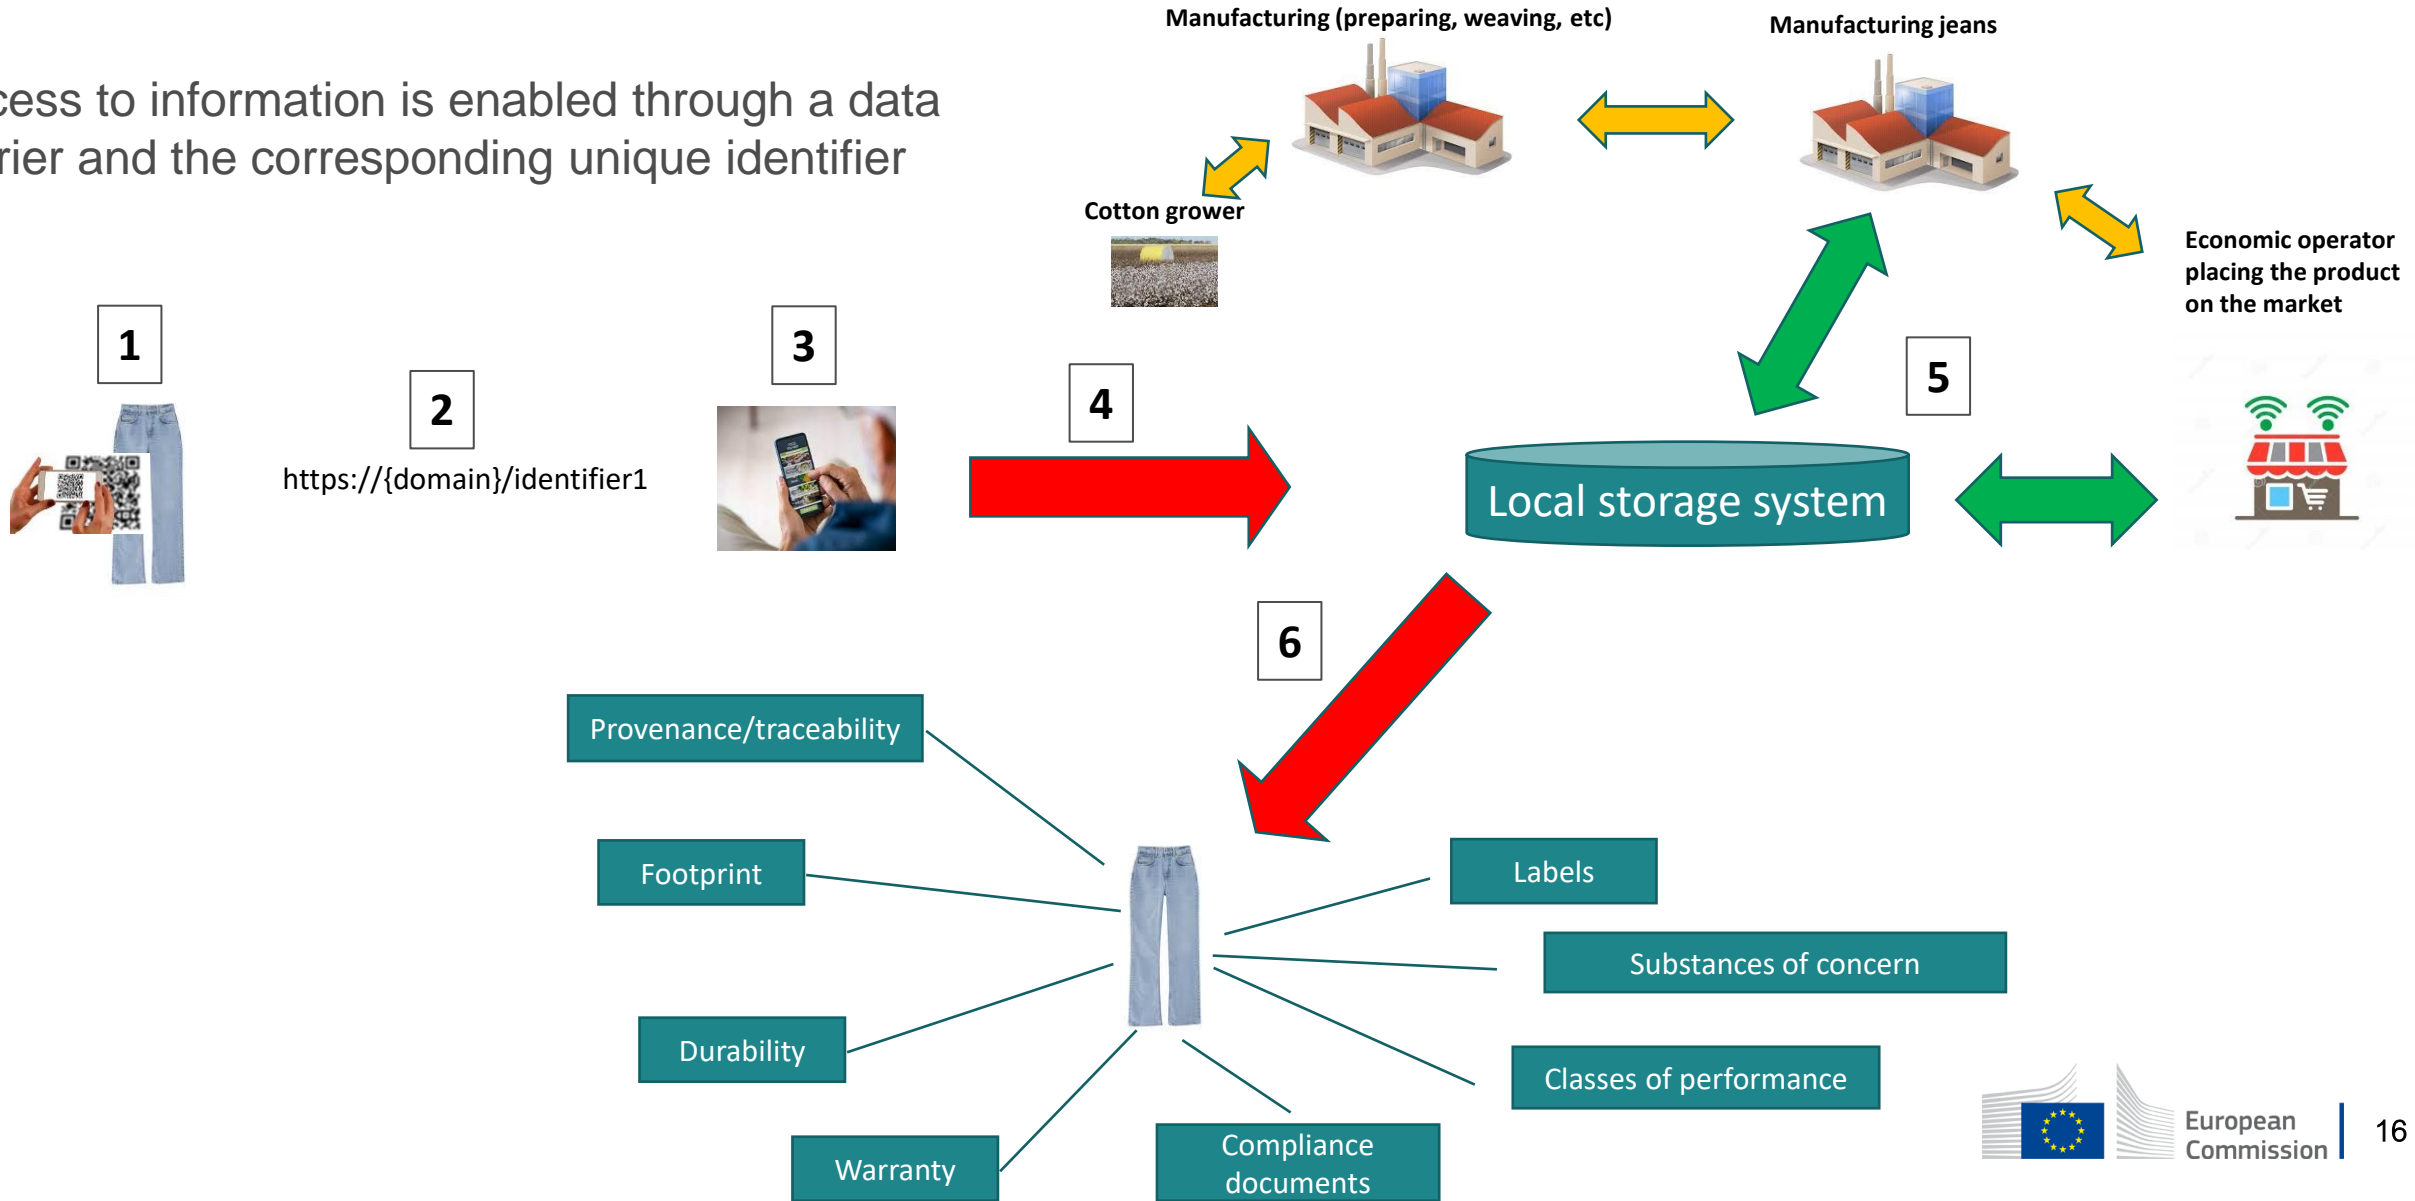 Manufacturing (preparing, weaving, etc)
Manufacturing jeans
cess to information is enabled through a data
rier and the corresponding unique identifier
Cotton grower
Economic operator
placing the product
on the market
1
2
3
4
5
https://{domain}/identifier1
Local storage system
6
Provenance/traceability
Footprint
Labels
Substances of concern
Durability
Classes of performance
Warranty
Compliance
documents
European
Commission
16